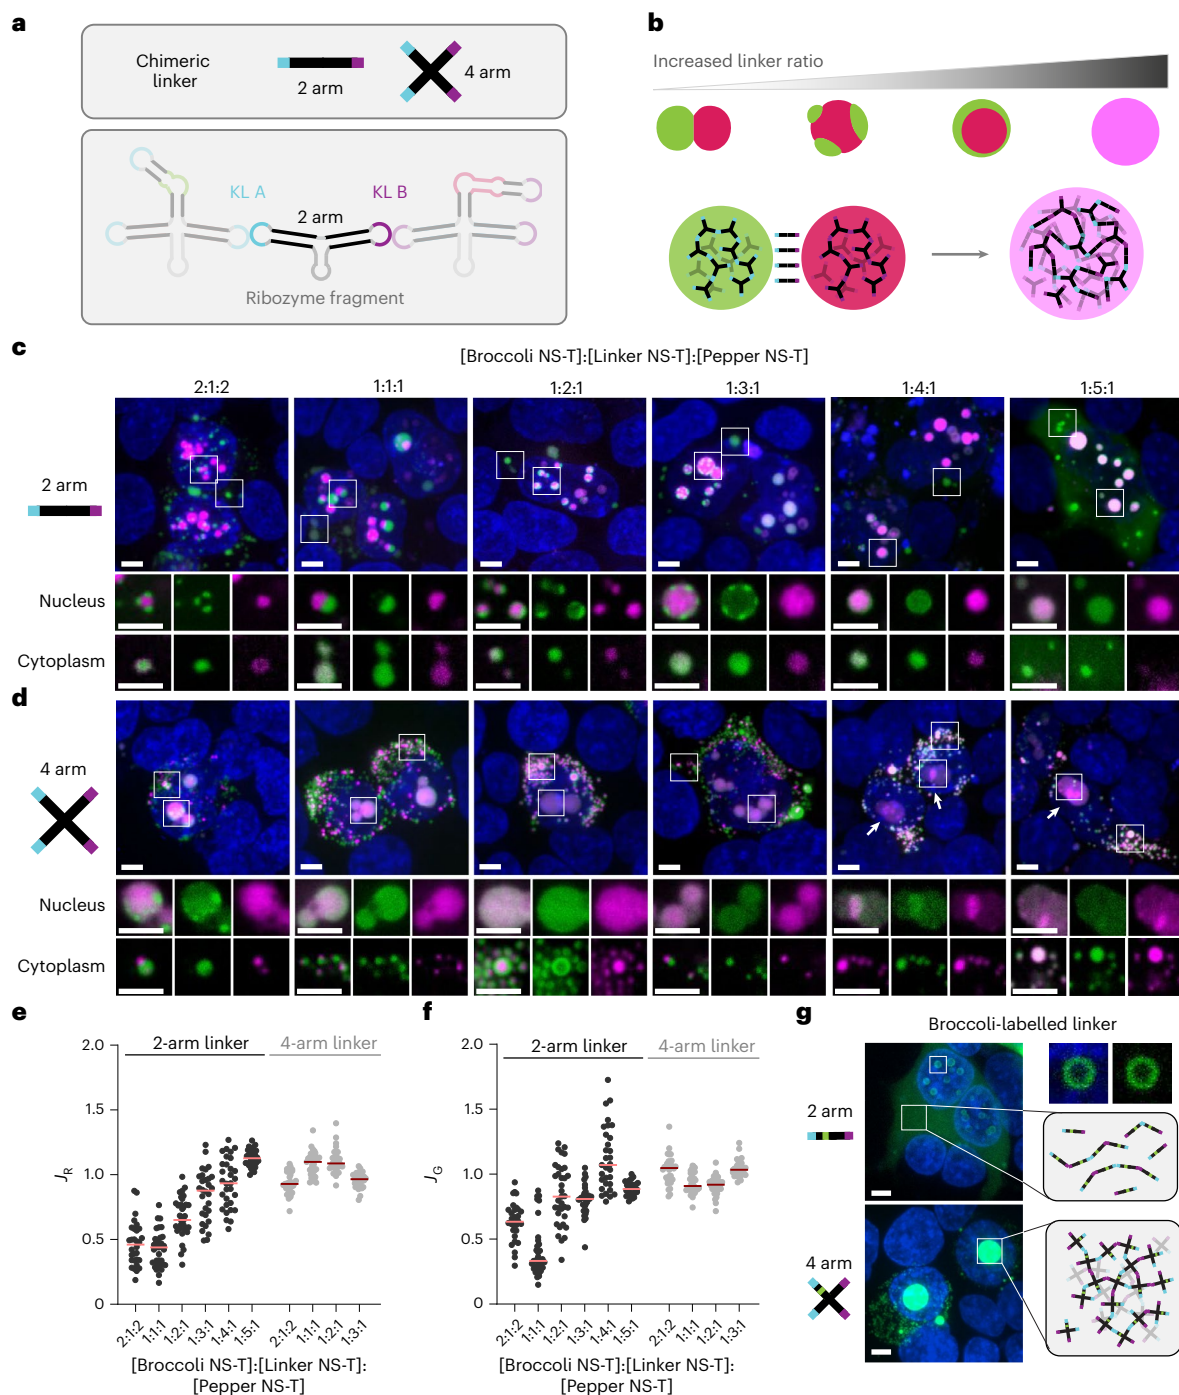 a
Chimeric
linker
2 arm
4 arm
KL A
KL B
2 arm
Ribozyme fragment
b
Increased linker ratio
c
[Broccoli NS-T]:[Linker NS-T]:[Pepper NS-T]
2:1:2 1:1:1 1:2:1 1:3:1 1:4:1 1:5:1
2 arm
Nucleus
Cytoplasm
d
4 arm
Nucleus
Cytoplasm
e
2-arm linker 4-arm linker
2.0
1.5
1.0
0.5
0
JR
2:1:2 1:1:1 1:2:1 1:3:1 1:4:1 1:5:1 2:1:2 1:1:1 1:2:1 1:3:1
[Broccoli NS-T]:[Linker NS-T]:
[Pepper NS-T]
f
2-arm linker 4-arm linker
2.0
1.5
1.0
0.5
0
JG
2:1:2 1:1:1 1:2:1 1:3:1 1:4:1 1:5:1 2:1:2 1:1:1 1:2:1 1:3:1
[Broccoli NS-T]:[Linker NS-T]:
[Pepper NS-T]
g
Broccoli-labelled linker
2 arm
4 arm